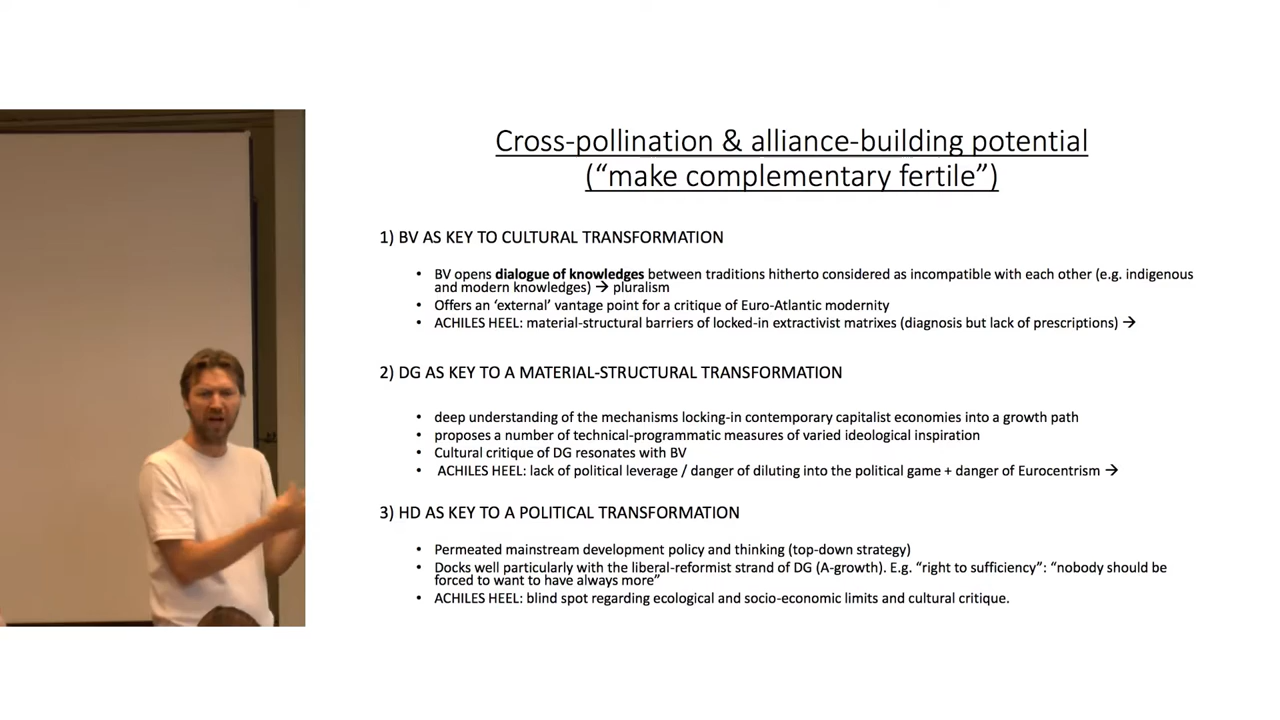 Cross-pollination & alliance-building potential
(“make complementary fertile”)
1) BV AS KEY TO CULTURAL TRANSFORMATION
• BV opens dialogue of knowledges between traditions hitherto considered as incompatible with each other (e.g. indigenous
and modern knowledges) → pluralism
• Offers an ‘external’ vantage point for a critique of Euro-Atlantic modernity
• ACHILES HEEL: material-structural barriers of locked-in extractivist matrixes (diagnosis but lack of prescriptions) →
2) DG AS KEY TO A MATERIAL-STRUCTURAL TRANSFORMATION
• deep understanding of the mechanisms locking-in contemporary capitalist economies into a growth path
• proposes a number of technical-programmatic measures of varied ideological inspiration
• Cultural critique of DG resonates with BV
• ACHILES HEEL: lack of political leverage / danger of diluting into the political game + danger of Eurocentrism →
3) HD AS KEY TO A POLITICAL TRANSFORMATION
• Permeated mainstream development policy and thinking (top-down strategy)
• Docks well particularly with the liberal-reformist strand of DG (A-growth). E.g. “right to sufficiency”: “nobody should be
forced to want to have always more”
• ACHILES HEEL: blind spot regarding ecological and socio-economic limits and cultural critique.